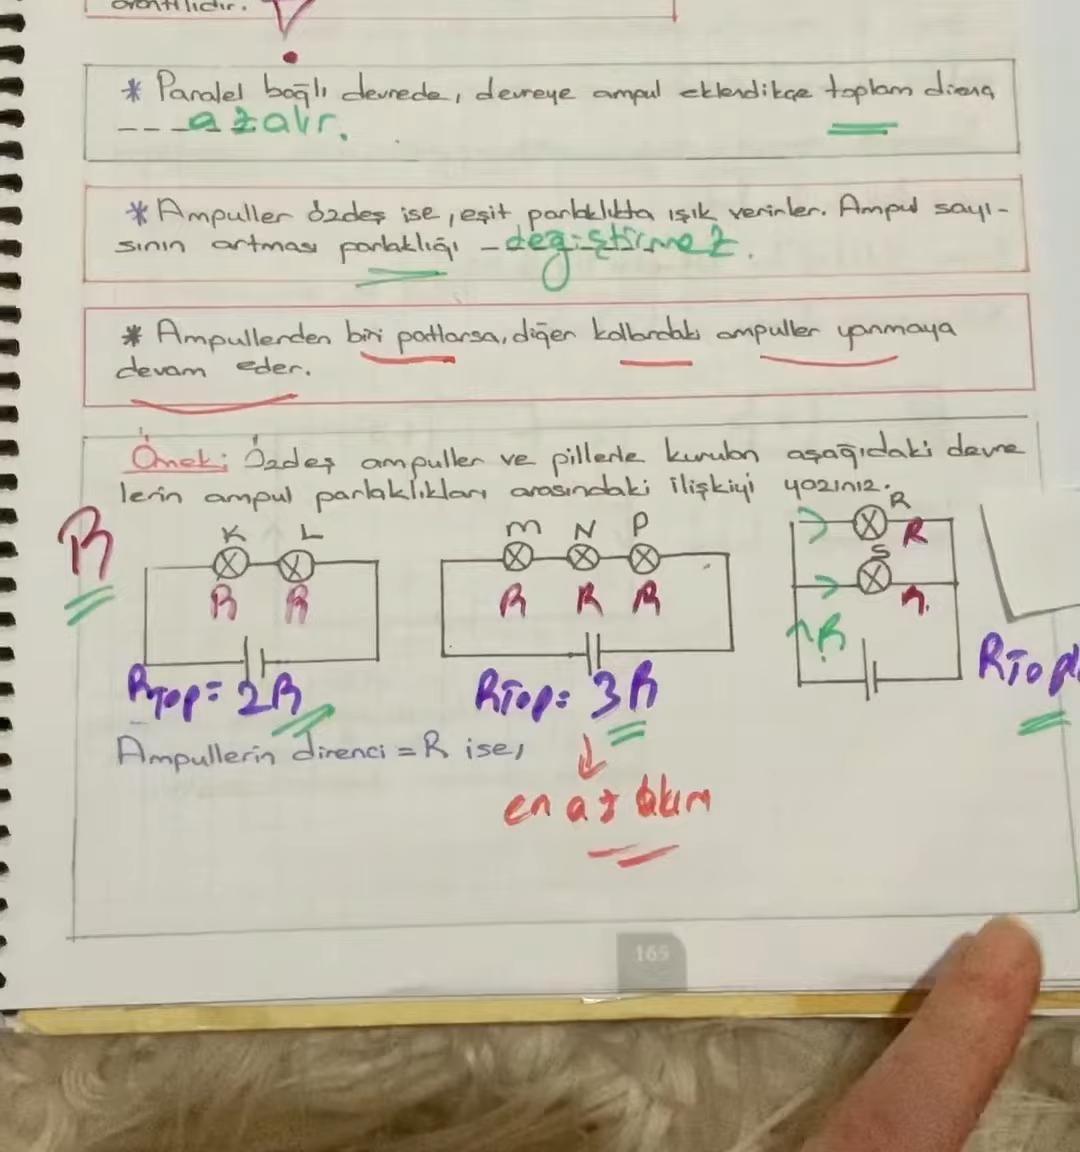 orantılıdır.
* Paralel bağlı devrede, devreye ampul eklendikçe toplam direnç
---azalır.
* Ampuller özdeş ise, eşit parlaklıkta ışık verirler. Ampul sayı-
sının artması parlaklığı -değiştirmez.
* Ampullerden biri patlarsa, diğer kollardaki ampuller yanmaya
devam eder.
Örnek: Özdeş ampuller ve pillerle kurulan aşağıdaki devre
lerin ampul parlaklıkları arasındaki ilişkiyi yazınız.
R
K L
R R
RTop = 2R
M N P
R R R
RTop = 3R
R
R
S
R
R
RTop
Ampullerin direnci = R ise,
en az akım
165